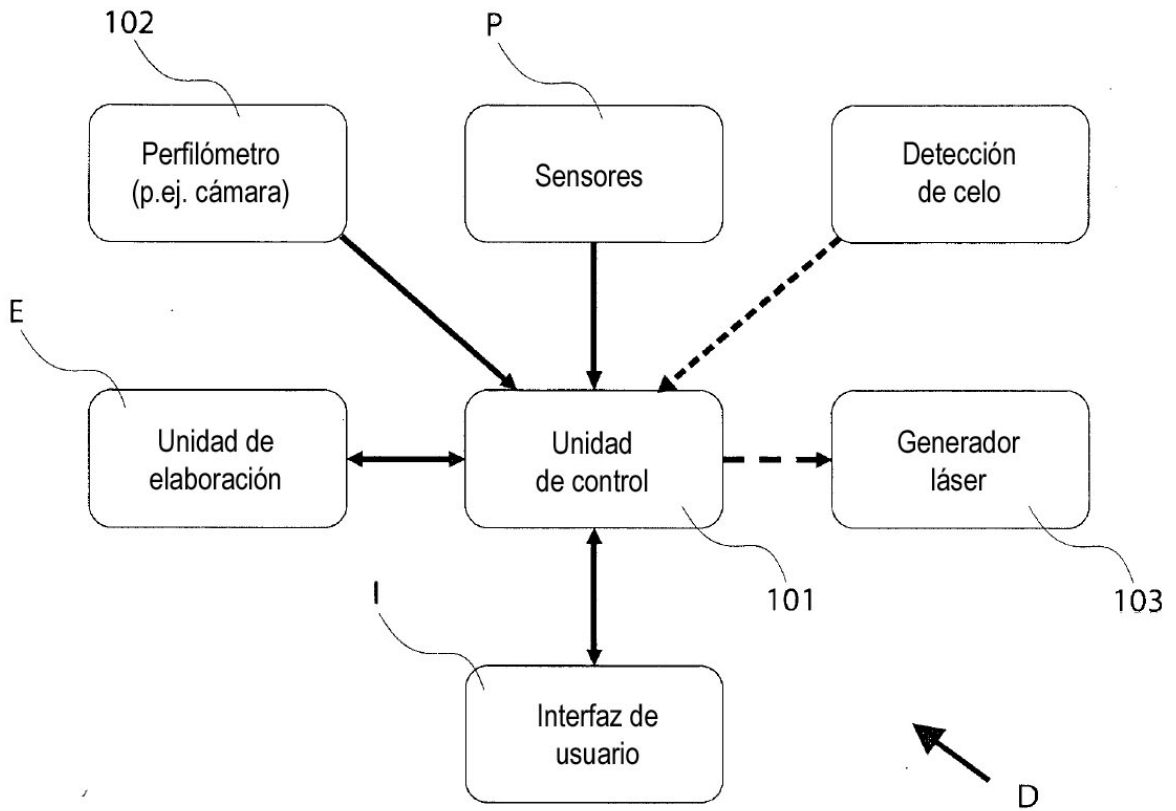 102
P
Perfilómetro
(p.ej. cámara)
Sensores
Detección
de celo
E
Unidad de
elaboración
Unidad
de control
Generador
láser
I
101
103
Interfaz de
usuario
D